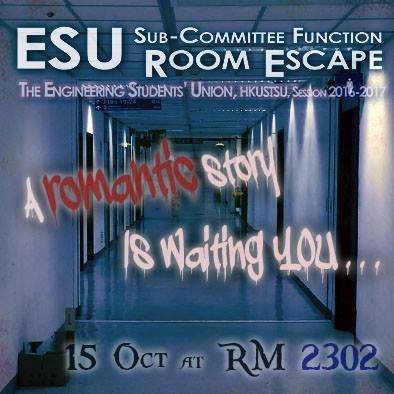 ESU SUB-COMMITTEE FUNCTION
ROOM ESCAPE
THE ENGINEERING STUDENTS' UNION, HKUSTSU, SESSION 2016-2017
A romantic story
Is waiting YOU...
15 OCT AT RM 2302